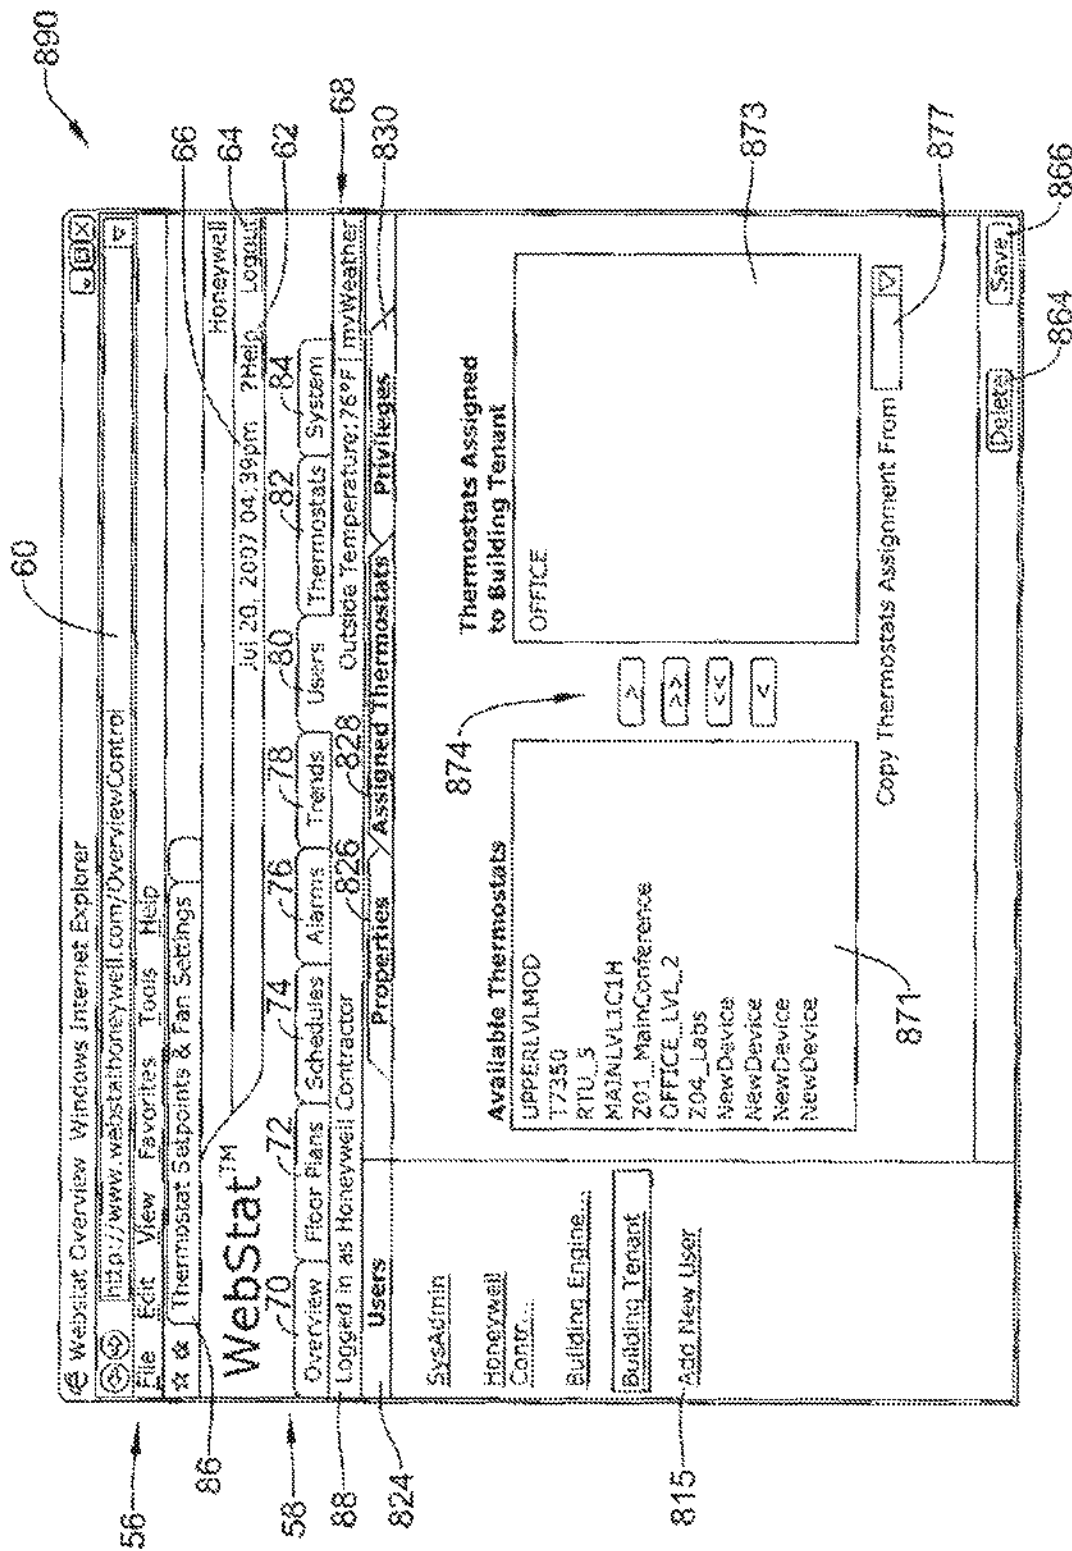 890
60
Webstat Overview Windows Internet Explorer
http://www.webstathoneywell.com/OverviewControl
56
File Edit View Favorites Tools Help
Thermostat Setpoints & Fan Settings
86
Honeywell
66
Jul 20, 2007 04:39pm ?Help Logout
64
62
WebStat™
58
70 72 74 76 78 80 82 84
Overview Floor Plans Schedules Alarms Trends Users Thermostats System
88
Logged in as Honeywell Contractor Outside Temperature:76°F myWeather
68
824 826 828 830
Users Properties Assigned Thermostats Privileges
SysAdmin
Honeywell
Contr...
Building Engine...
Building Tenant
815
Add New User
Available Thermostats
UPPERLVLMOD
T7350
RTU_5
MAINLVL1C1H
Z01_MainConference
OFFICE_LVL_2
Z04_Labs
NewDevice
NewDevice
NewDevice
NewDevice
871
874
>
>>
<<
<
Thermostats Assigned
to Building Tenant
OFFICE
873
Copy Thermostats Assignment From
877
Delete Save
864
866